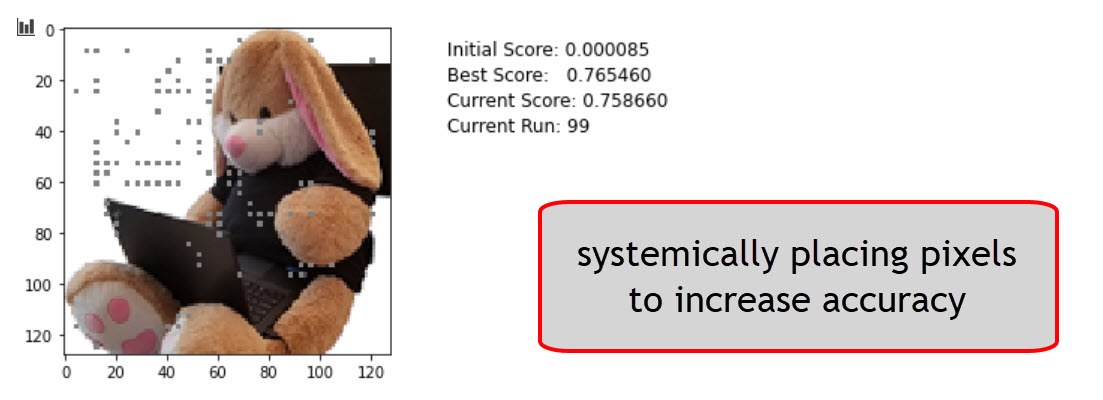 0
20
40
60
80
100
120
0 20 40 60 80 100 120
Initial Score: 0.000085
Best Score: 0.765460
Current Score: 0.758660
Current Run: 99
systemically placing pixels
to increase accuracy